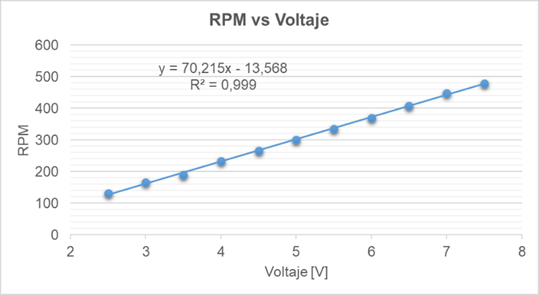 RPM vs Voltaje
600
500
400
300
200
100
0
RPM
y = 70,215x - 13,568
R² = 0,999
2 3 4 5 6 7 8
Voltaje [V]